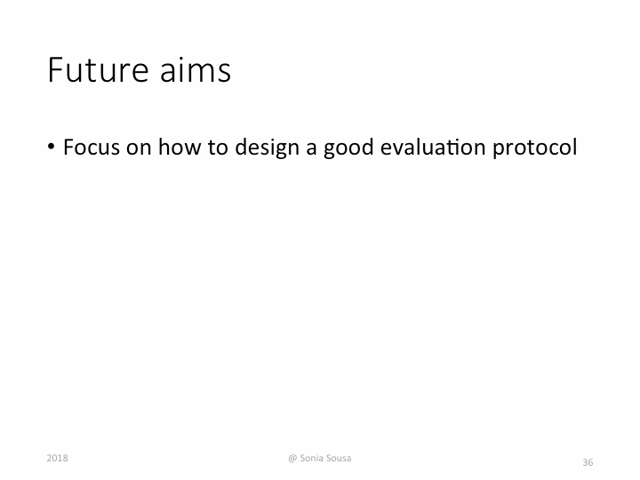 Future aims
• Focus on how to design a good evaluation protocol
2018
@ Sonia Sousa
36